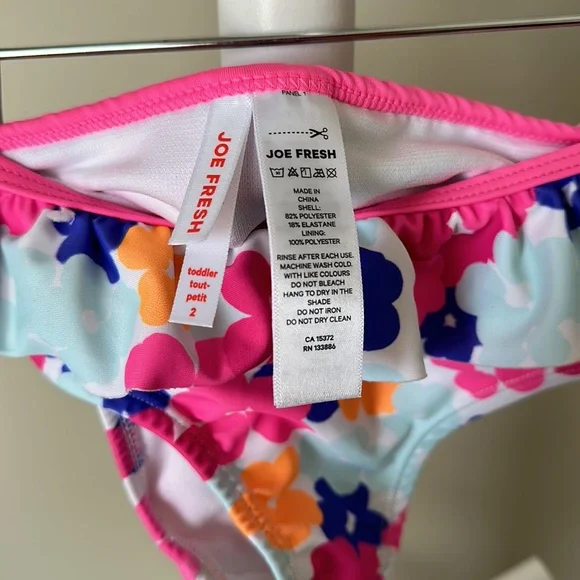 JOE FRESH
toddler
tout-
petit
2
PANEL 1
JOE FRESH
MADE IN
CHINA
SHELL:
82% POLYESTER
18% ELASTANE
LINING:
100% POLYESTER
RINSE AFTER EACH USE.
MACHINE WASH COLD.
WITH LIKE COLOURS
DO NOT BLEACH
HANG TO DRY IN THE
SHADE
DO NOT IRON
DO NOT DRY CLEAN
CA 15372
RN 133886